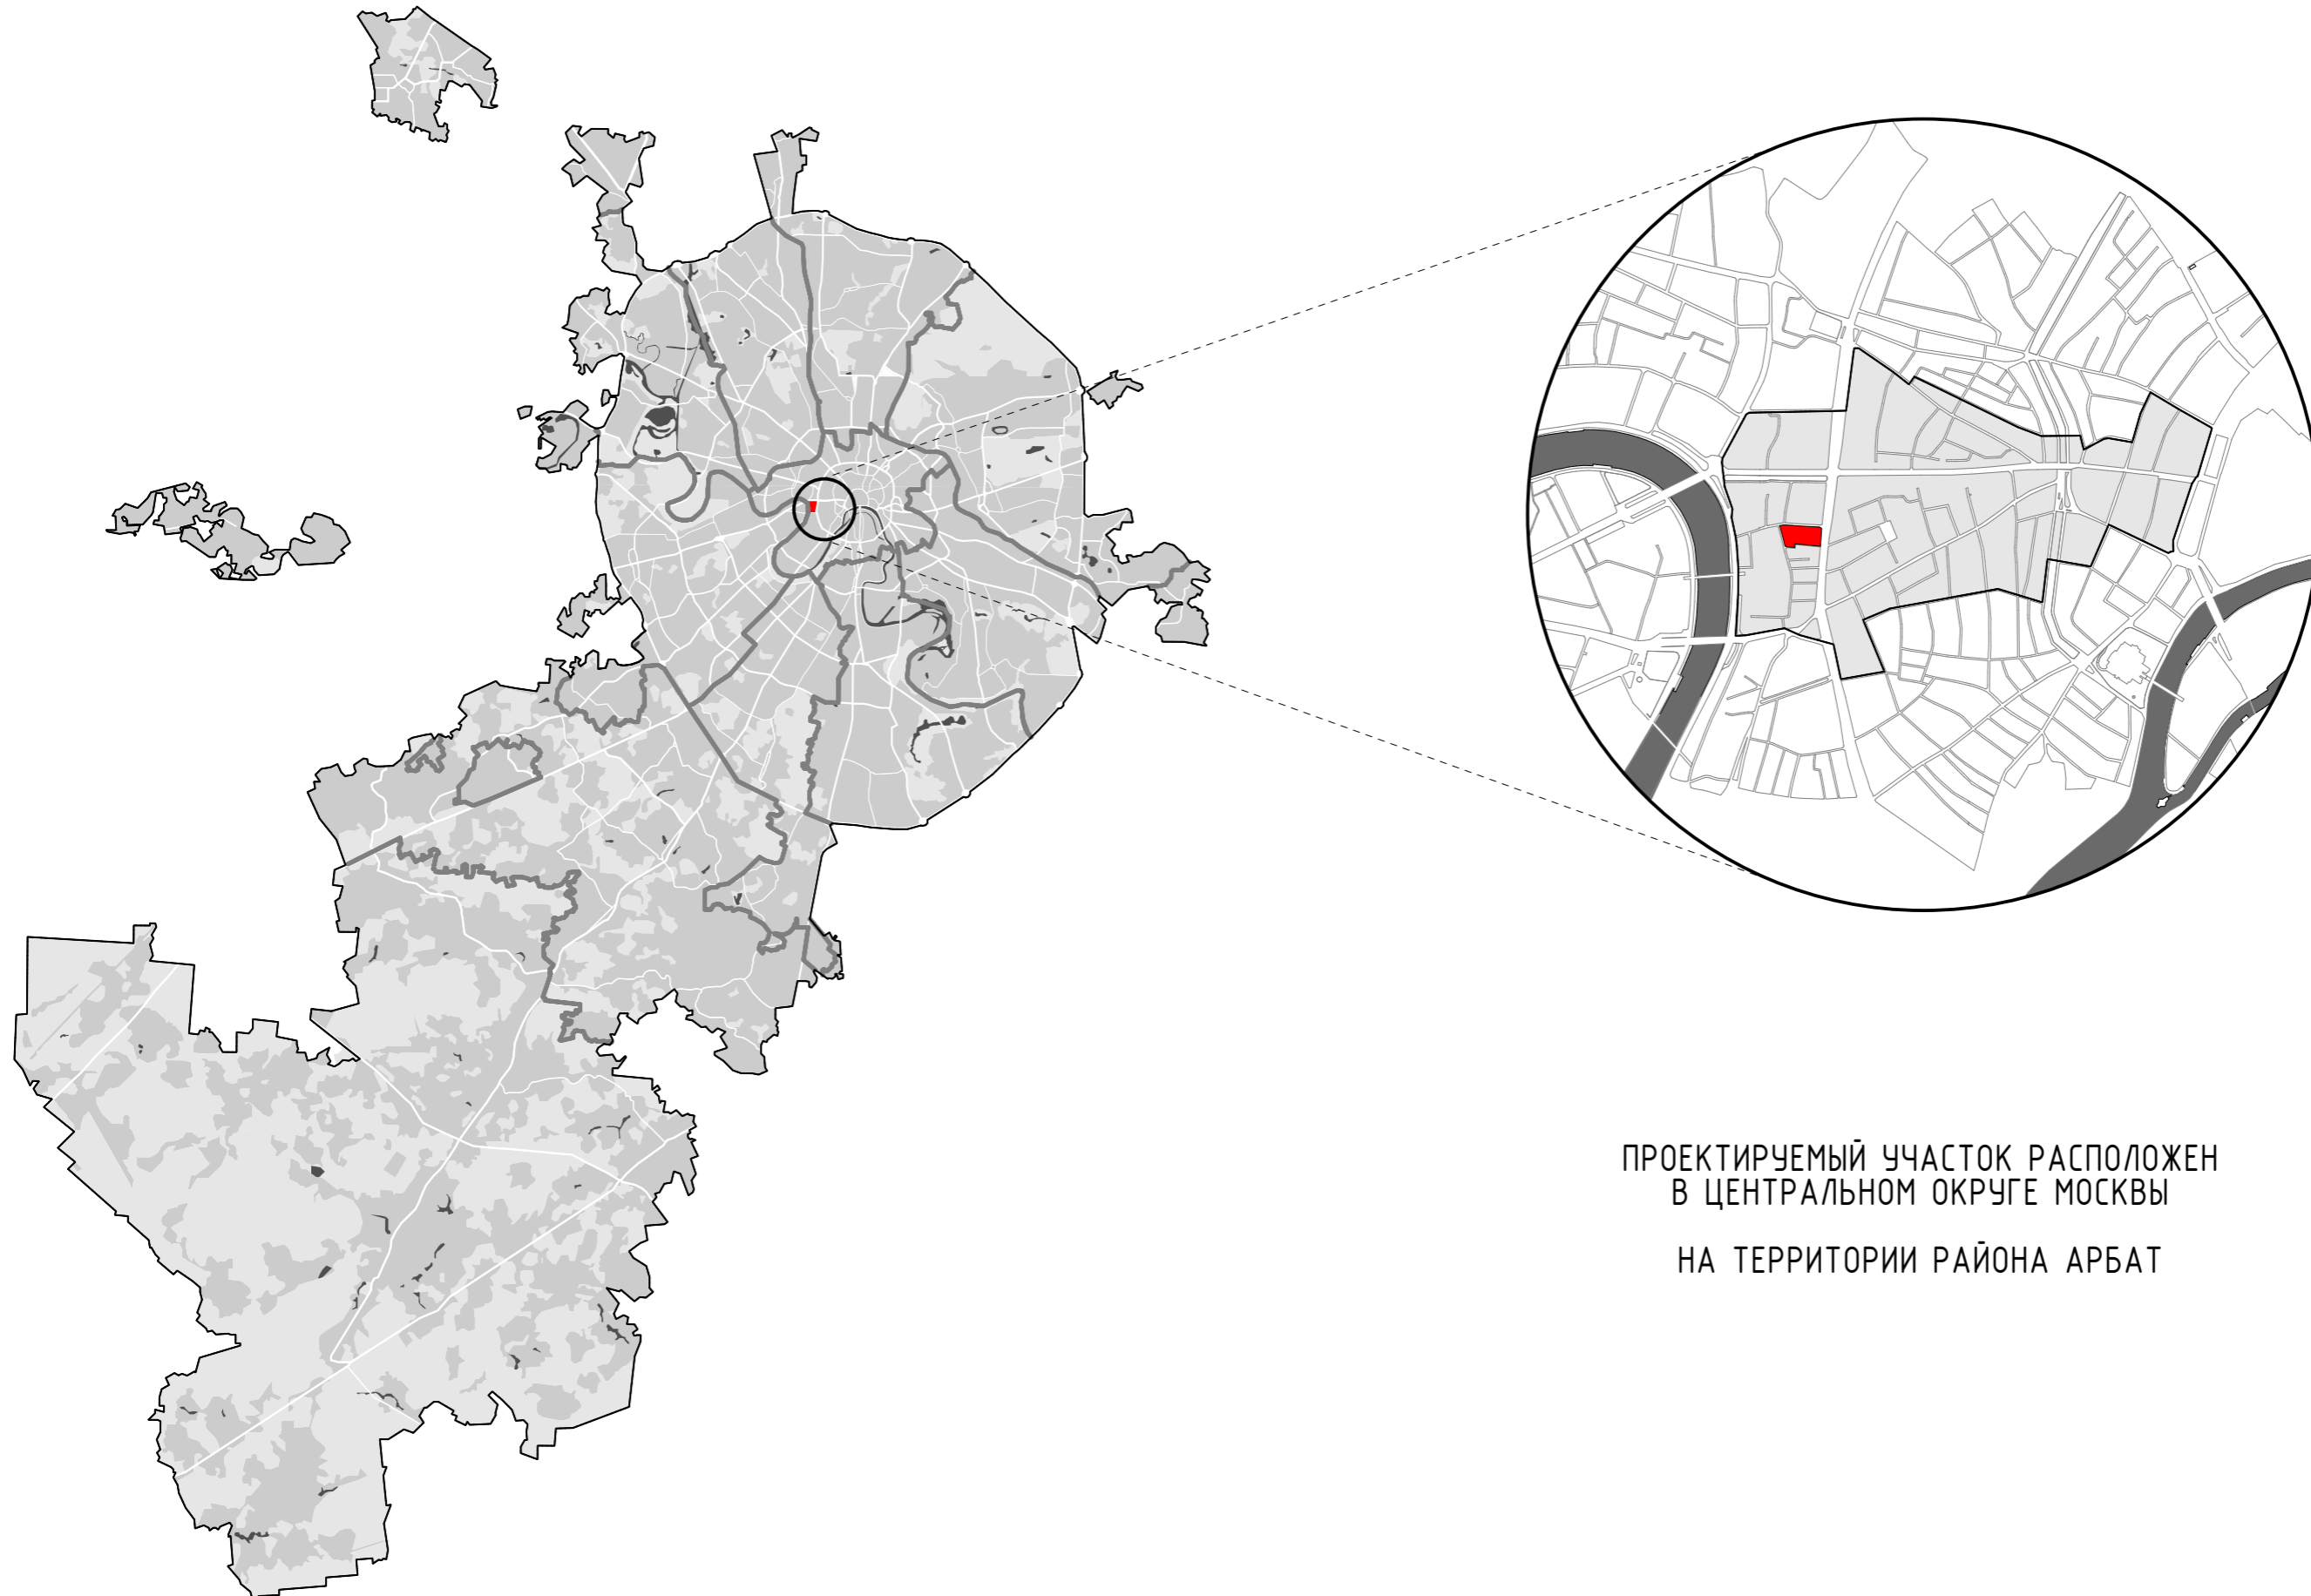 ПРОЕКТИРУЕМЫЙ УЧАСТОК РАСПОЛОЖЕН
В ЦЕНТРАЛЬНОМ ОКРУГЕ МОСКВЫ
НА ТЕРРИТОРИИ РАЙОНА АРБАТ